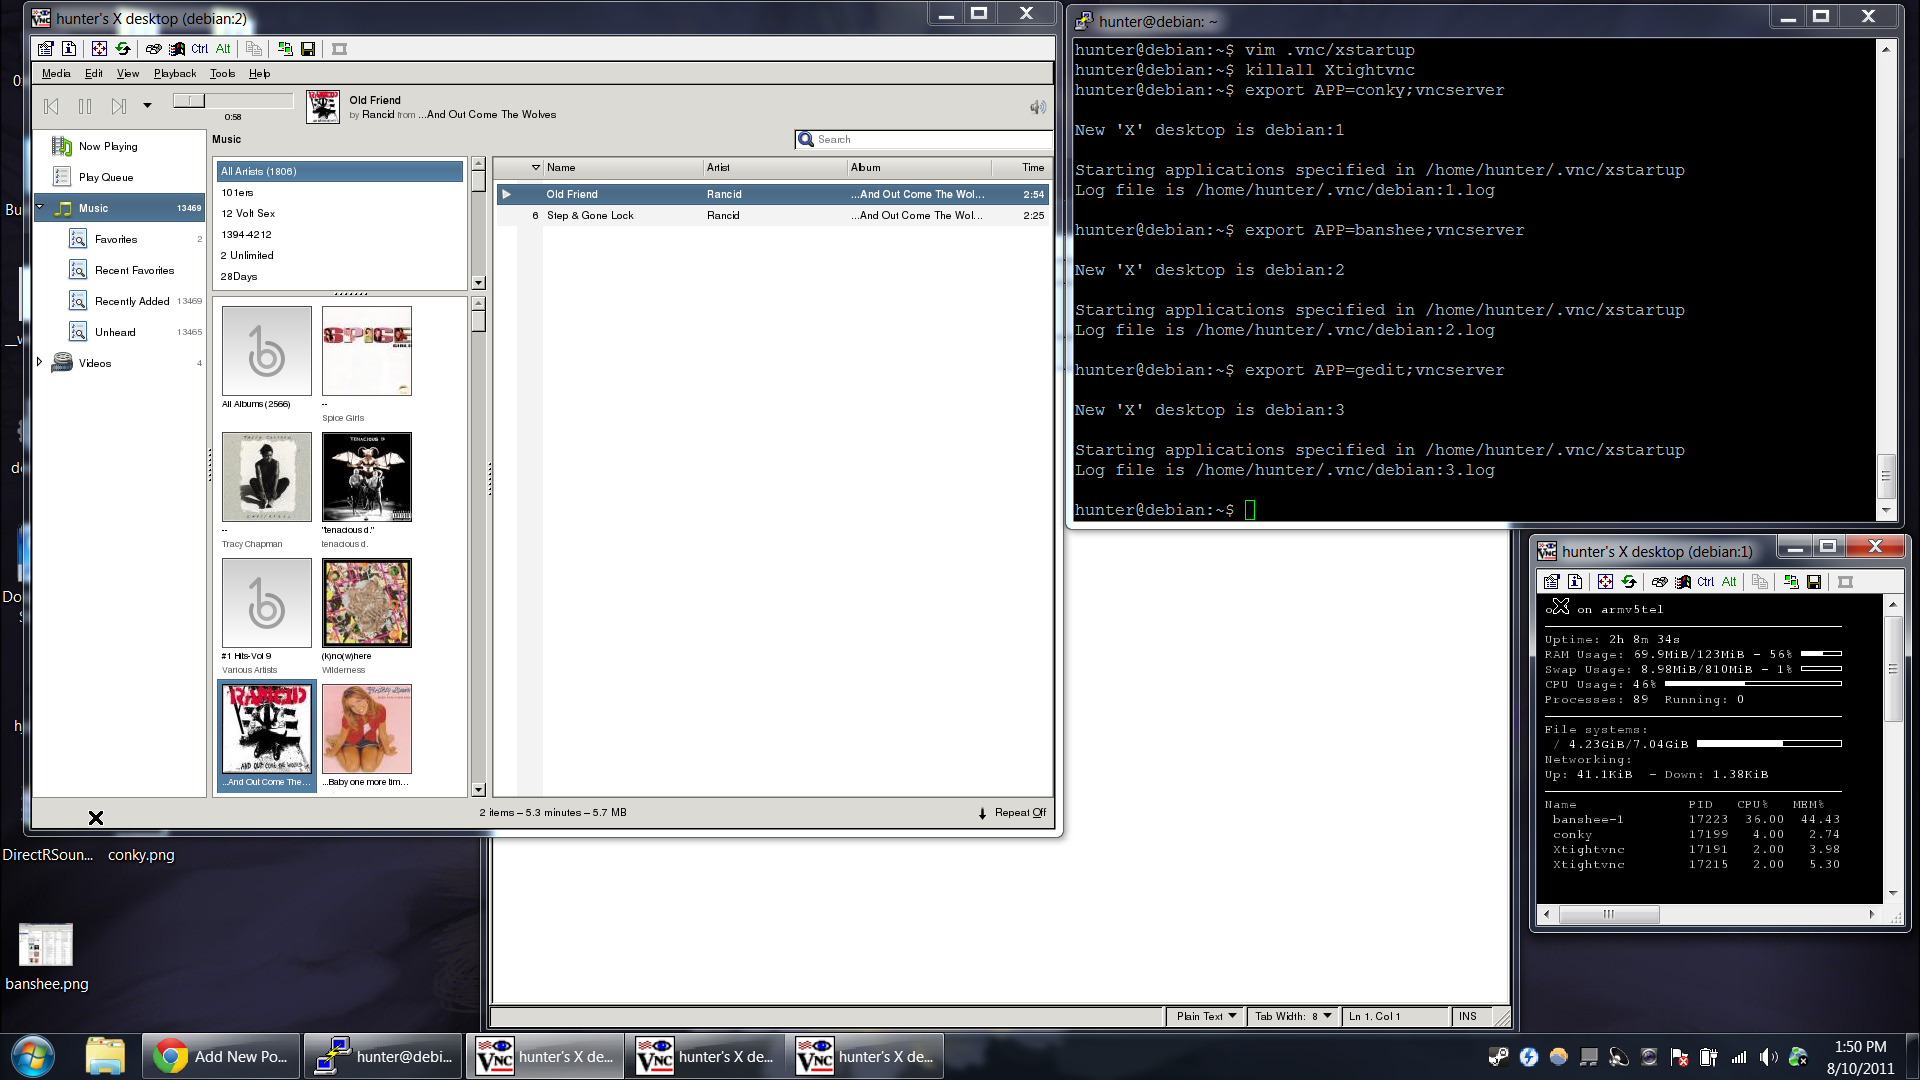 hunter's X desktop (debian:2)
Ctrl Alt
Media Edit View Playback Tools Help
0:58
Old Friend
by Rancid from ...And Out Come The Wolves
Now Playing
Play Queue
Music 13469
Favorites 2
Recent Favorites
Recently Added 13469
Unheard 13465
Videos 4
Music
Search
All Artists (1806)
101ers
12 Volt Sex
1394-4212
2 Unlimited
28Days
All Albums (2566)
SPICE
GIRLS
--
Spice Girls
--
Tracy Chapman
TENACIOUS D
"tenacious d."
tenacious d.
#1 Hits-Vol 9
Various Artists
(k)no(w)here
Wilderness
RANCID
...And Out Come The...
...Baby one more tim...
Name Artist Album Time
Old Friend Rancid ...And Out Come The Wol... 2:54
6 Step & Gone Lock Rancid ...And Out Come The Wol... 2:25
2 items – 5.3 minutes – 5.7 MB
Repeat Off
hunter@debian: ~
hunter@debian:~$ vim .vnc/xstartup
hunter@debian:~$ killall Xtightvnc
hunter@debian:~$ export APP=conky;vncserver
New 'X' desktop is debian:1
Starting applications specified in /home/hunter/.vnc/xstartup
Log file is /home/hunter/.vnc/debian:1.log
hunter@debian:~$ export APP=banshee;vncserver
New 'X' desktop is debian:2
Starting applications specified in /home/hunter/.vnc/xstartup
Log file is /home/hunter/.vnc/debian:2.log
hunter@debian:~$ export APP=gedit;vncserver
New 'X' desktop is debian:3
Starting applications specified in /home/hunter/.vnc/xstartup
Log file is /home/hunter/.vnc/debian:3.log
hunter@debian:~$
hunter's X desktop (debian:1)
Ctrl Alt
on armv5tel
Uptime: 2h 8m 34s
RAM Usage: 69.9MiB/123MiB - 56%
Swap Usage: 8.98MiB/810MiB - 1%
CPU Usage: 46%
Processes: 89 Running: 0
File systems:
/ 4.23GiB/7.04GiB
Networking:
Up: 41.1KiB - Down: 1.38KiB
Name PID CPU% MEM%
banshee-1 17223 36.00 44.43
conky 17199 4.00 2.74
Xtightvnc 17191 2.00 3.98
Xtightvnc 17215 2.00 5.30
DirectRSoun... conky.png
banshee.png
Plain Text Tab Width: 8 Ln 1, Col 1 INS
Add New Po...
hunter@debi...
hunter's X de...
hunter's X de...
hunter's X de...
1:50 PM
8/10/2011